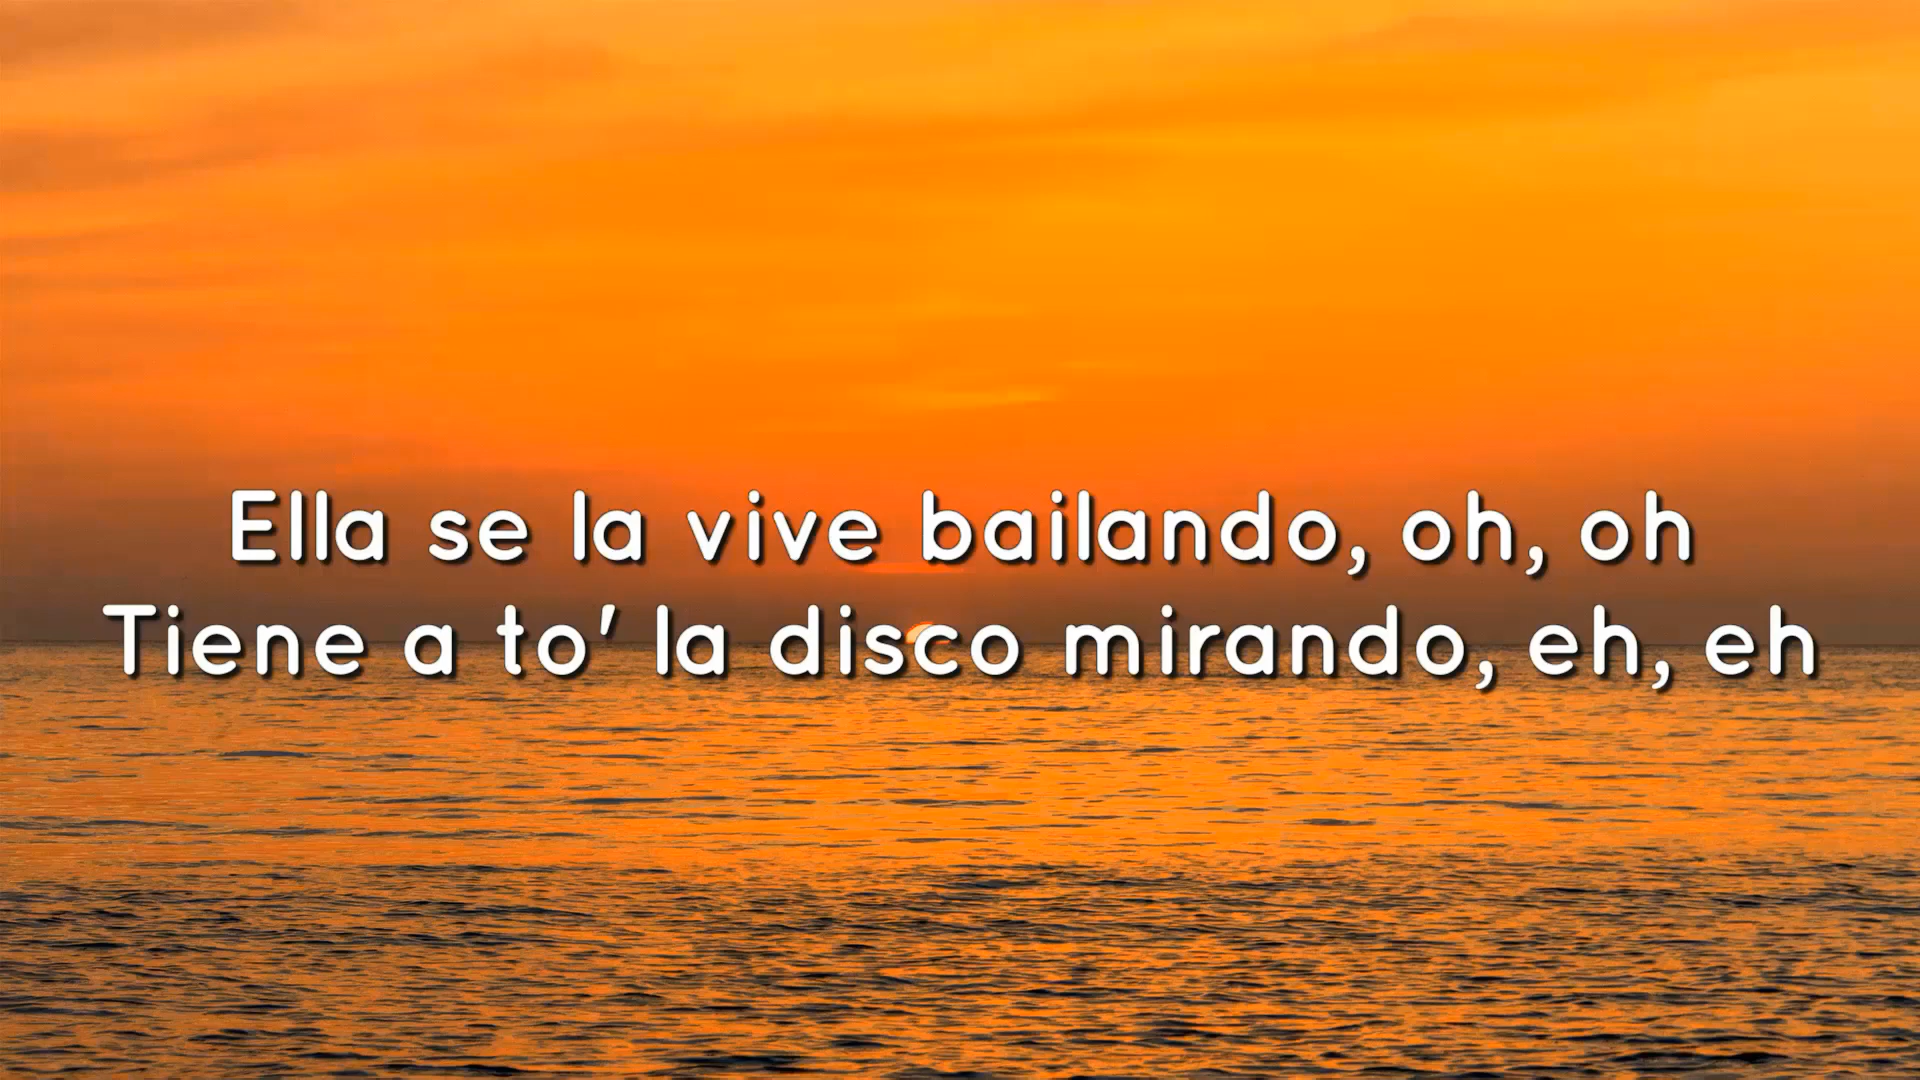 Ella se la vive bailando, oh, oh
Tiene a to' la disco mirando, eh, eh